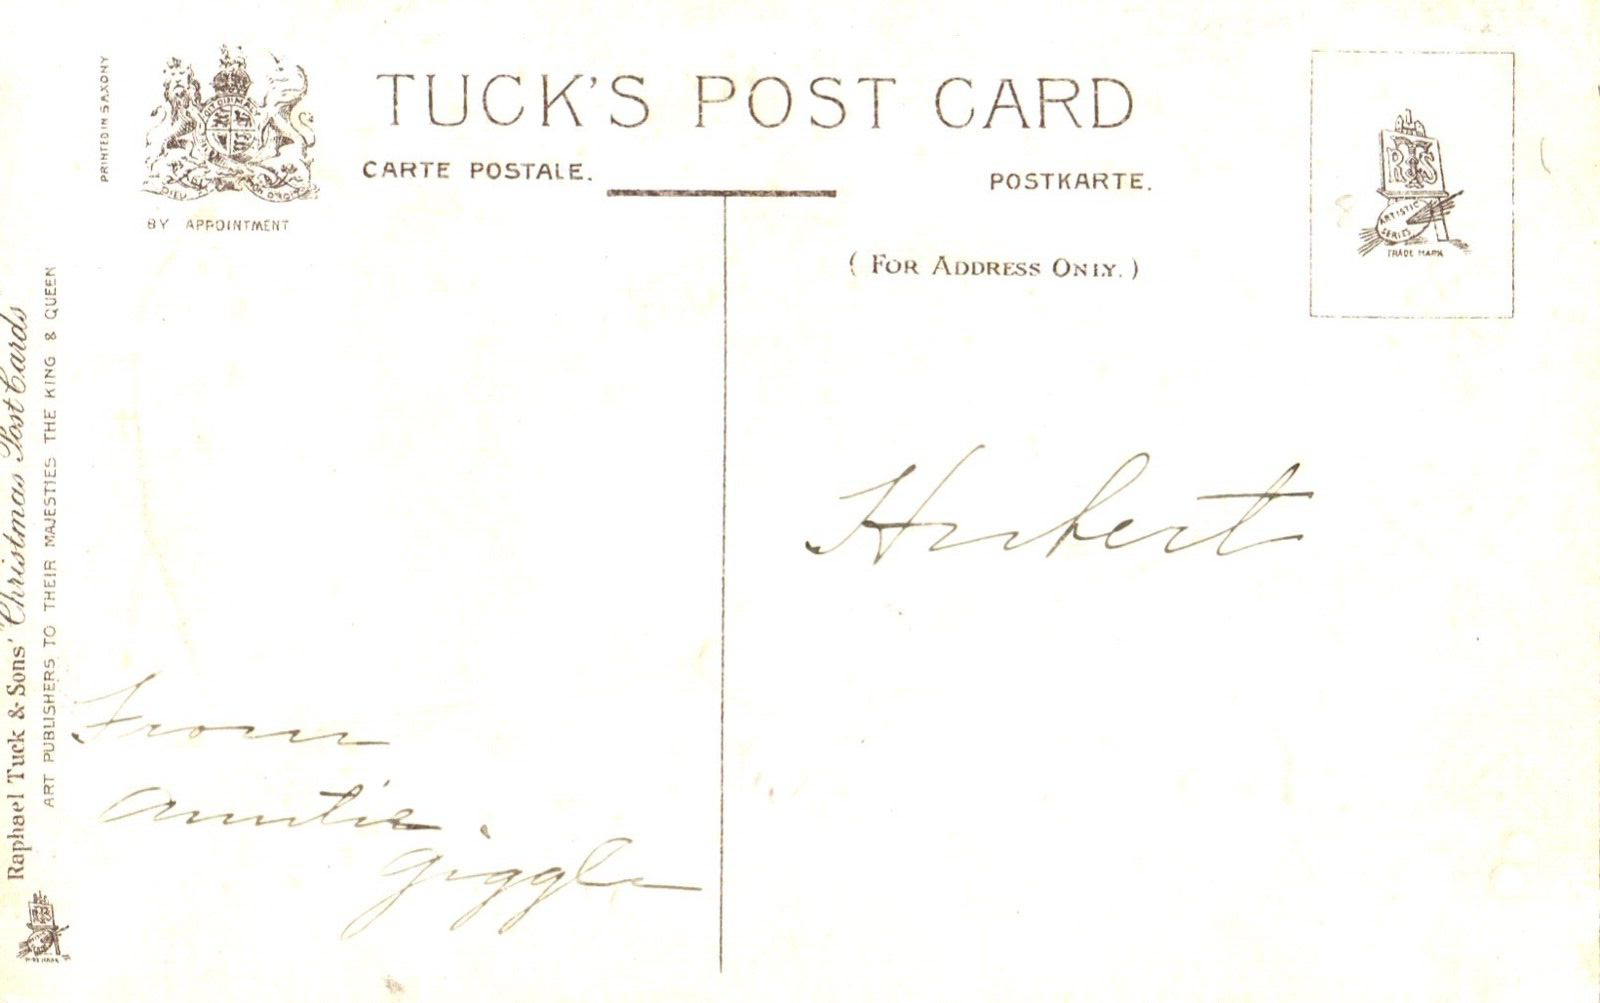 PRINTED IN SAXONY
BY APPOINTMENT
TUCK'S POST CARD
CARTE POSTALE.
POSTKARTE.
( FOR ADDRESS ONLY. )
R T S
ARTISTIC
SERIES
TRADE MARK
Raphael Tuck & Sons' "Christmas Post Cards"
ART PUBLISHERS TO THEIR MAJESTIES THE KING & QUEEN
Hubert
From
Auntie
Giggle